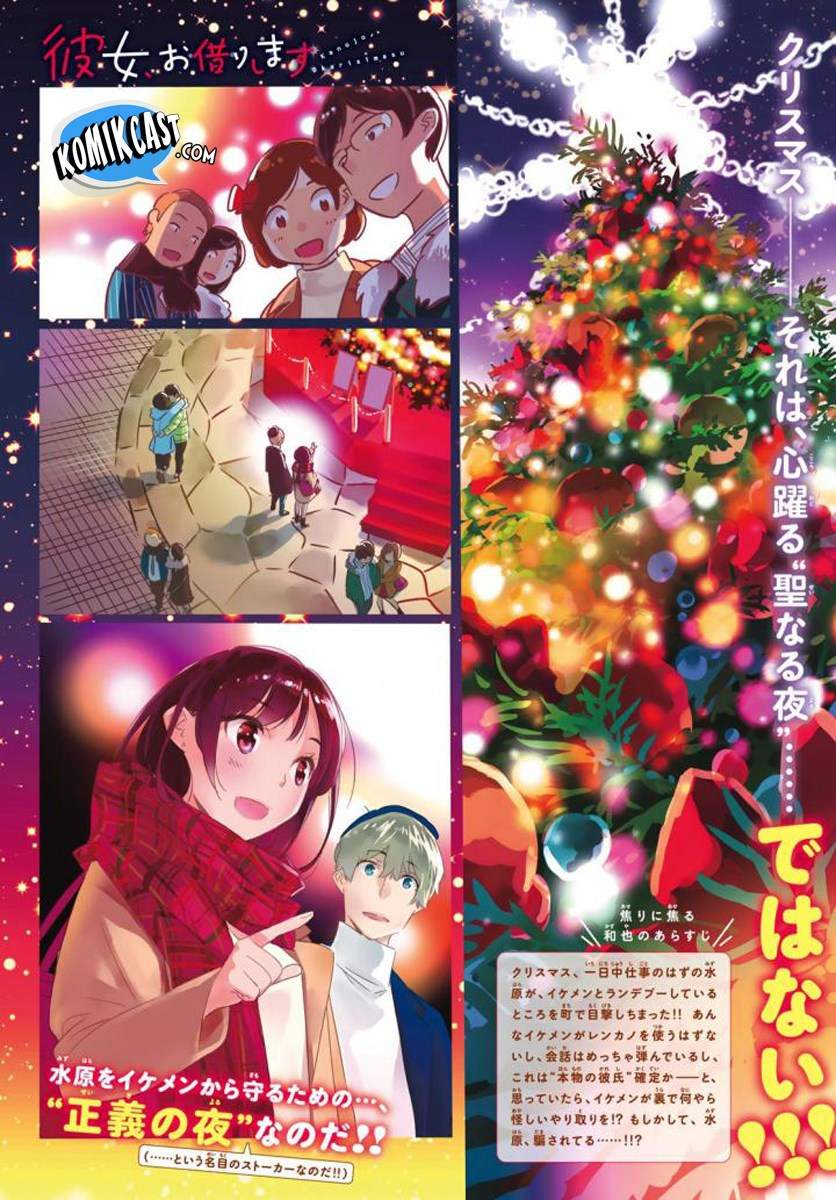 クリスマス――それは、心躍る“聖なる夜”……
ではない!!!
彼女、お借りします
Kanojo,
Okarishimasu
KOMIKCAST
.COM
焦りに焦る
和也のあらすじ
クリスマス、一日中仕事のはずの水
原が、イケメンとランデブーしている
ところを町で目撃しちまった!! あん
なイケメンがレンカノを使うはずな
いし、会話はめっちゃ弾んでいるし、
これは“本物の彼氏”確定か――と、
思っていたら、イケメンが裏で何やら
怪しいやり取りを!? もしかして、水
原、騙されてる……!!?
水原をイケメンから守るための…、
“正義の夜”なのだ!!
(……という名目のストーカーなのだ!!)